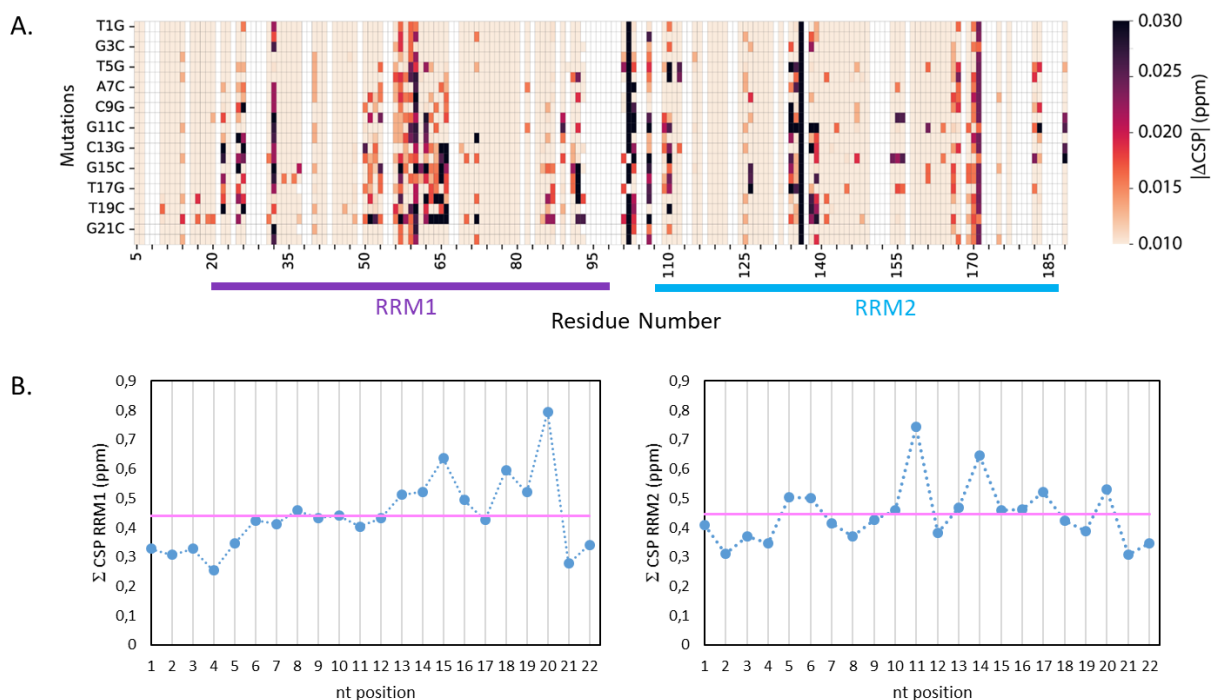 A.
T1G
G3C
T5G
A7C
C9G
G11C
C13G
G15C
T17G
T19C
G21C
Mutations
5 20 35 50 65 80 95 110 125 140 155 170 185
RRM1
RRM2
Residue Number
0.030
0.025
0.020
0.015
0.010
|ΔCSP| (ppm)
B.
0,9
0,8
0,7
0,6
0,5
0,4
0,3
0,2
0,1
0
Σ CSP RRM1 (ppm)
1 2 3 4 5 6 7 8 9 10 11 12 13 14 15 16 17 18 19 20 21 22
nt position
0,9
0,8
0,7
0,6
0,5
0,4
0,3
0,2
0,1
0
Σ CSP RRM2 (ppm)
1 2 3 4 5 6 7 8 9 10 11 12 13 14 15 16 17 18 19 20 21 22
nt position